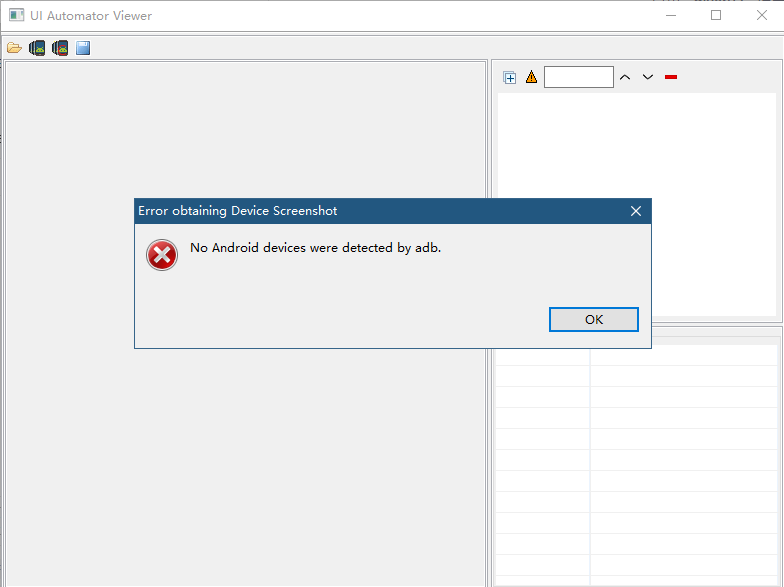 UI Automator Viewer
Error obtaining Device Screenshot
No Android devices were detected by adb.
OK